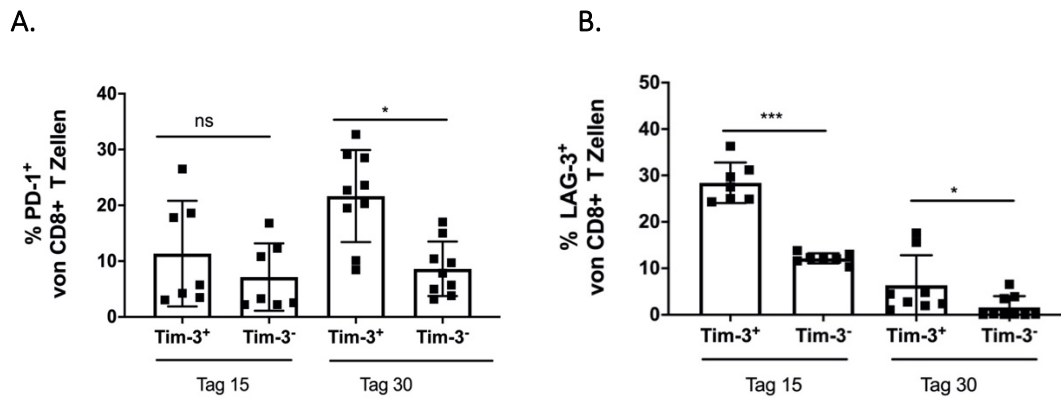 A.
% PD-1⁺
von CD8+ T Zellen
40
30
20
10
0
ns
*
Tim-3⁺ Tim-3⁻ Tim-3⁺ Tim-3⁻
Tag 15 Tag 30
B.
% LAG-3⁺
von CD8+ T Zellen
50
40
30
20
10
0
***
*
Tim-3⁺ Tim-3⁻ Tim-3⁺ Tim-3⁻
Tag 15 Tag 30